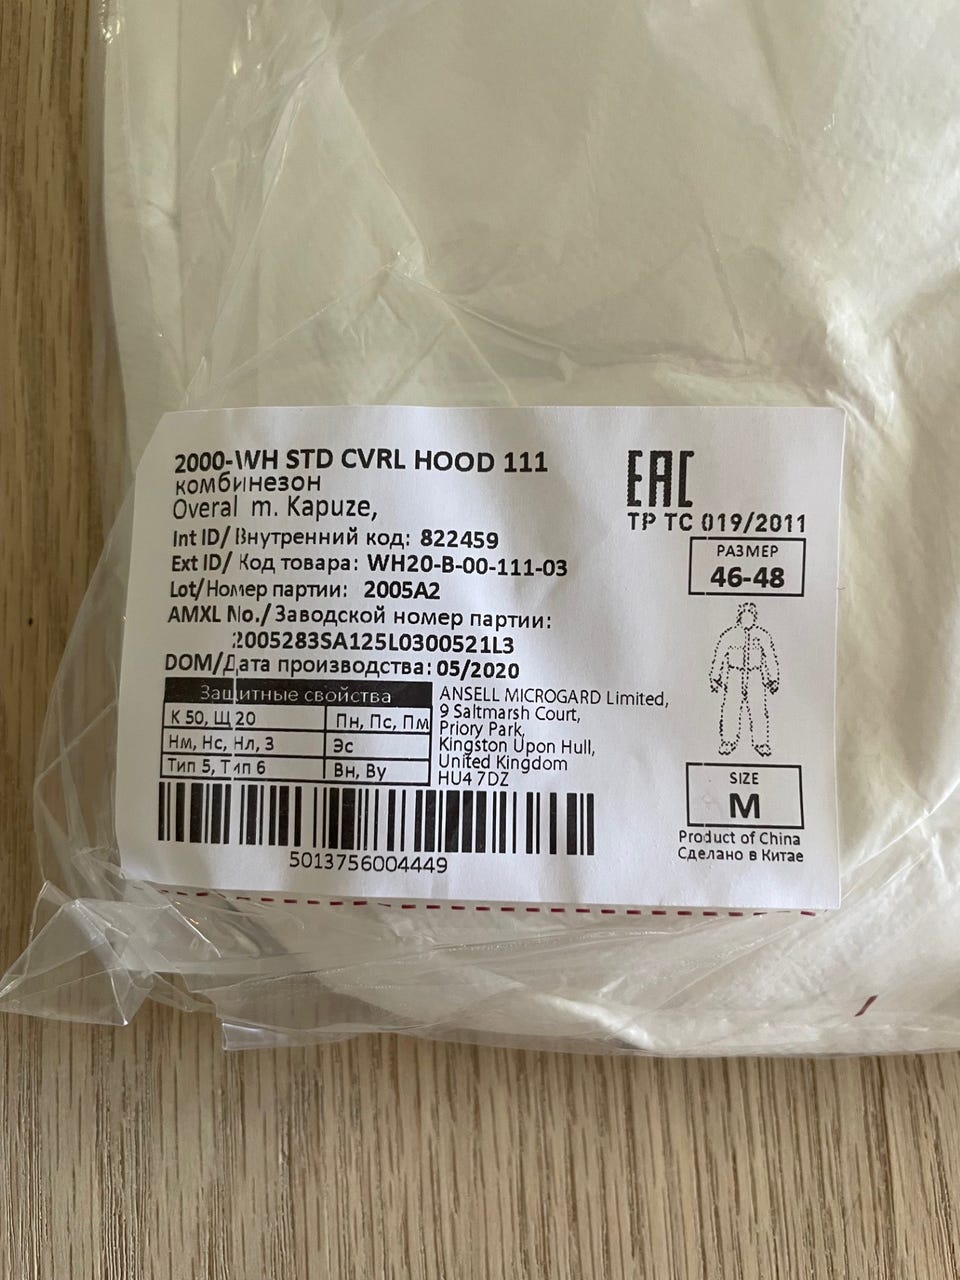 2000-WH STD CVRL HOOD 111
комбинезон
Overal m. Kapuze,
Int ID/ Внутренний код: 822459
Ext ID/ Код товара: WH20-B-00-111-03
Lot/Номер партии: 2005A2
AMXL No./ Заводской номер партии:
2005283SA125L0300521L3
DOM/Дата производства: 05/2020
EAC
ТР ТС 019/2011
РАЗМЕР
46-48
Защитные свойства
К 50, Щ 20 Пн, Пс, Пм
Нм, Нс, Нл, З Эс
Тип 5, Тип 6 Вн, Ву
ANSELL MICROGARD Limited,
9 Saltmarsh Court,
Priory Park,
Kingston Upon Hull,
United Kingdom
HU4 7DZ
SIZE
M
Product of China
Сделано в Китае
5013756004449